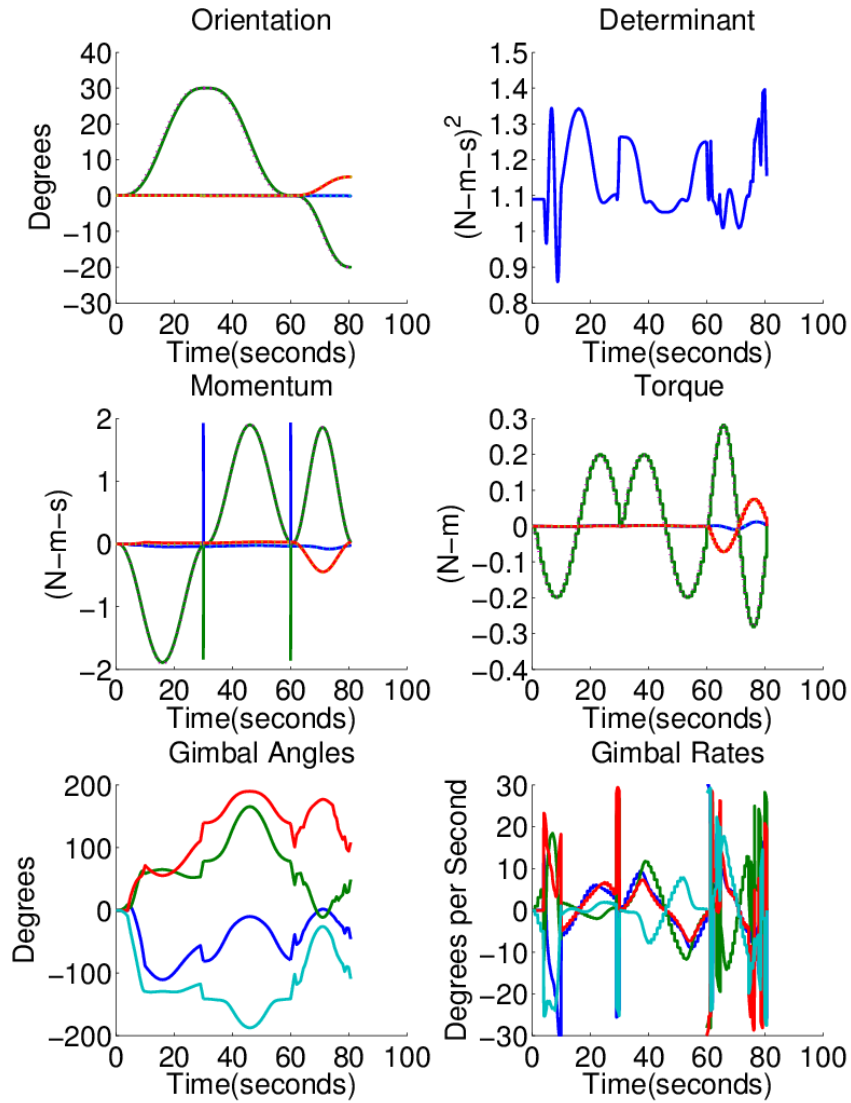 Orientation
Degrees
40
30
20
10
0
−10
−20
−30
0 20 40 60 80 100
Time(seconds)
Determinant
(N−m−s)²
1.5
1.4
1.3
1.2
1.1
1
0.9
0.8
0 20 40 60 80 100
Time(seconds)
Momentum
(N−m−s)
2
1
0
−1
−2
0 20 40 60 80 100
Time(seconds)
Torque
(N−m)
0.3
0.2
0.1
0
−0.1
−0.2
−0.3
−0.4
0 20 40 60 80 100
Time(seconds)
Gimbal Angles
Degrees
200
100
0
−100
−200
0 20 40 60 80 100
Time(seconds)
Gimbal Rates
Degrees per Second
30
20
10
0
−10
−20
−30
0 20 40 60 80 100
Time(seconds)